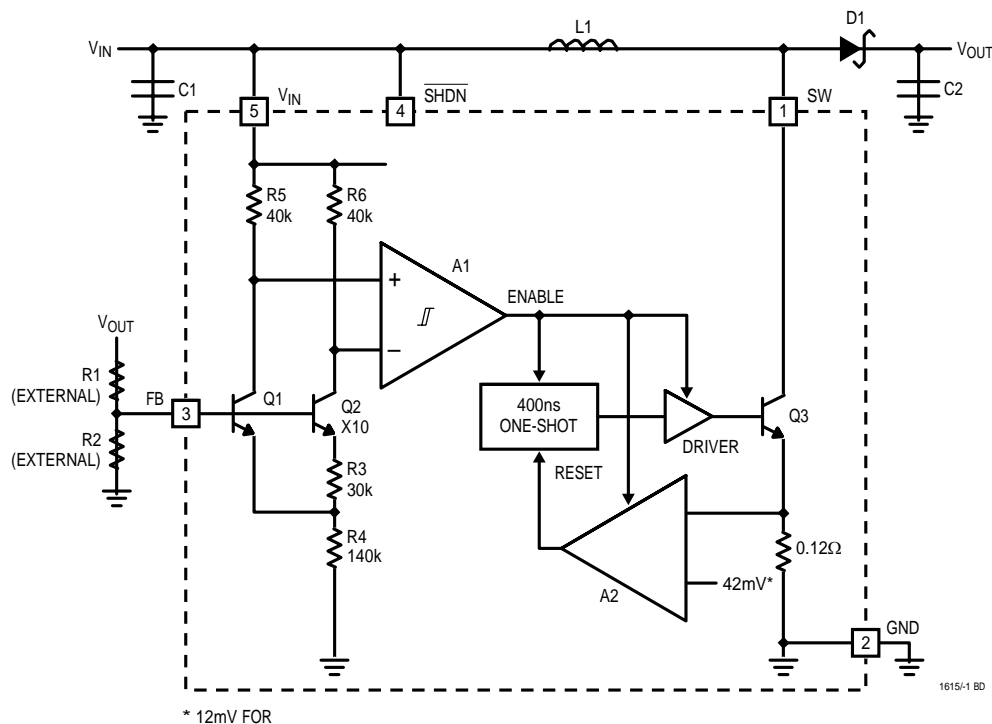 L1
D1
VIN
VOUT
C1
VIN
SHDN
SW
C2
5
4
1
R5
40k
R6
40k
A1
+
−
ENABLE
VOUT
R1
(EXTERNAL)
FB
3
Q1
Q2
X10
400ns
ONE-SHOT
DRIVER
Q3
R2
(EXTERNAL)
RESET
R3
30k
R4
140k
0.12Ω
A2
42mV*
2
GND
1615/-1 BD
* 12mV FOR